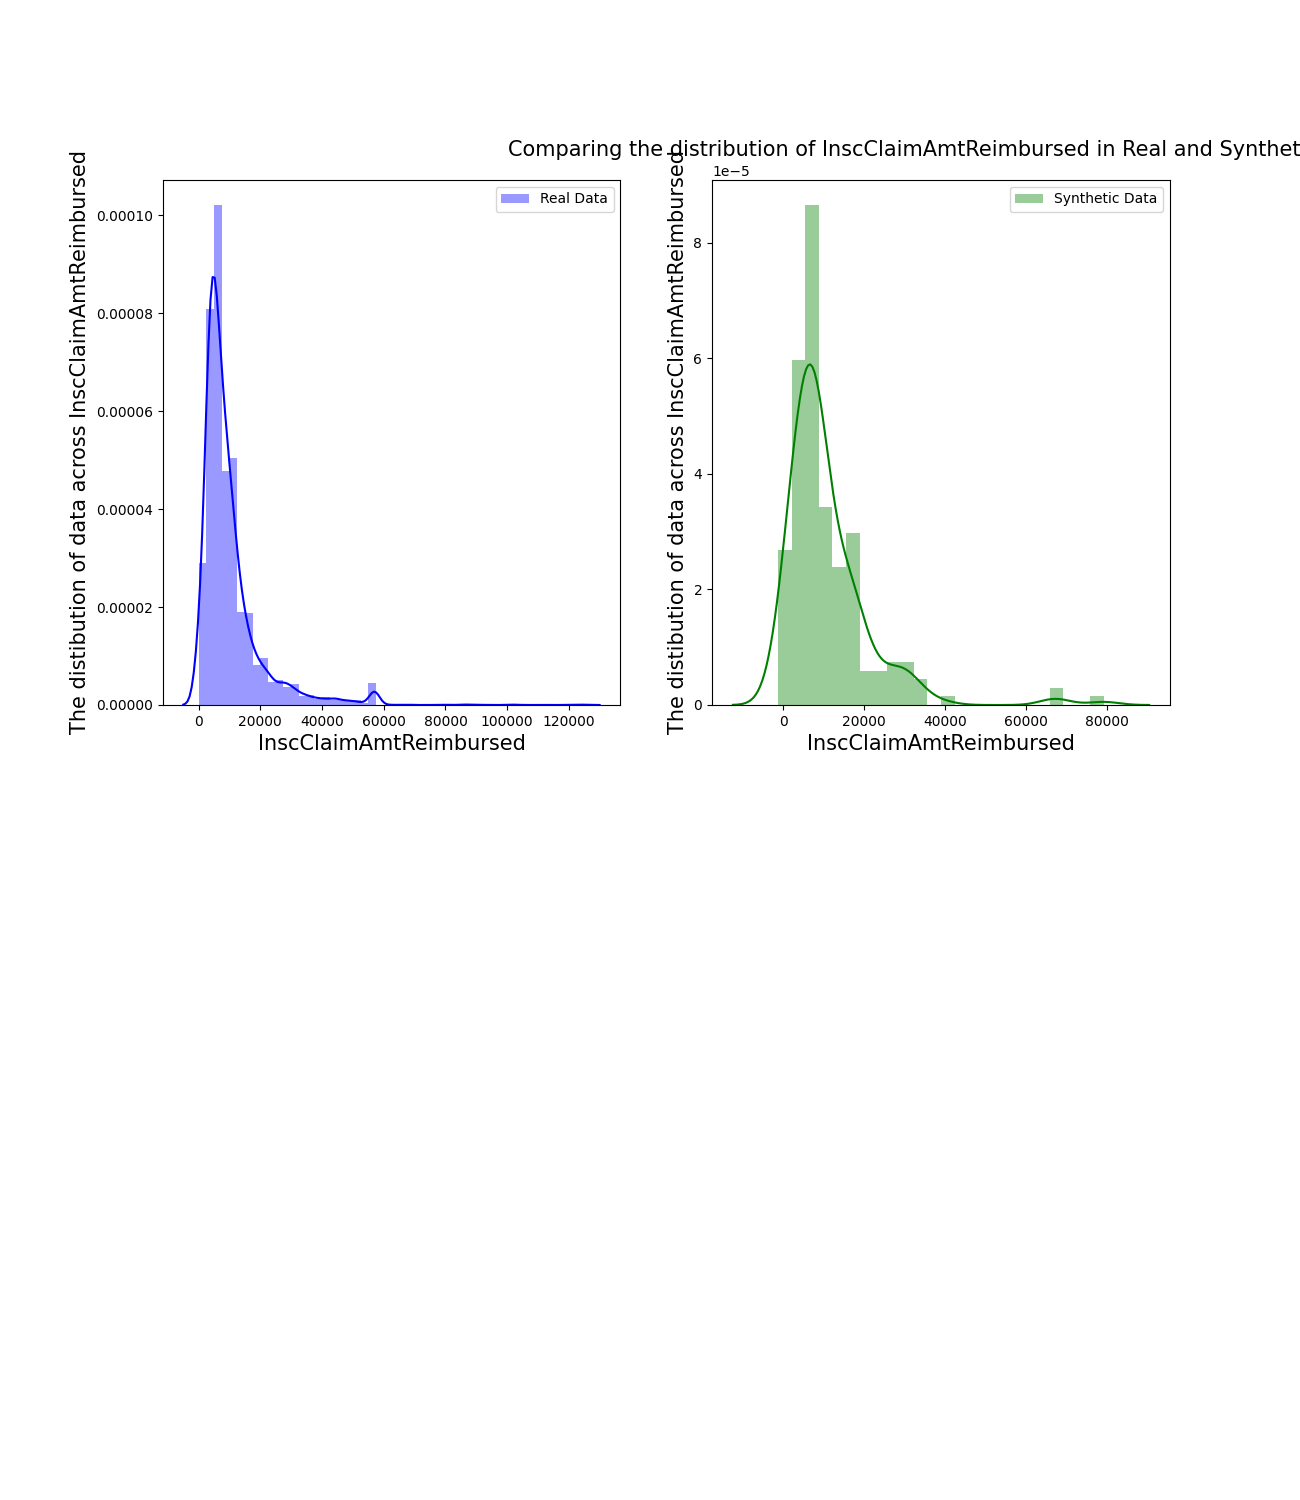 Comparing the distribution of InscClaimAmtReimbursed in Real and Synthet
The distibution of data across InscClaimAmtReimbursed
0.00010
0.00008
0.00006
0.00004
0.00002
0.00000
Real Data
0 20000 40000 60000 80000 100000 120000
InscClaimAmtReimbursed
The distibution of data across InscClaimAmtReimbursed
1e−5
8
6
4
2
0
Synthetic Data
0 20000 40000 60000 80000
InscClaimAmtReimbursed